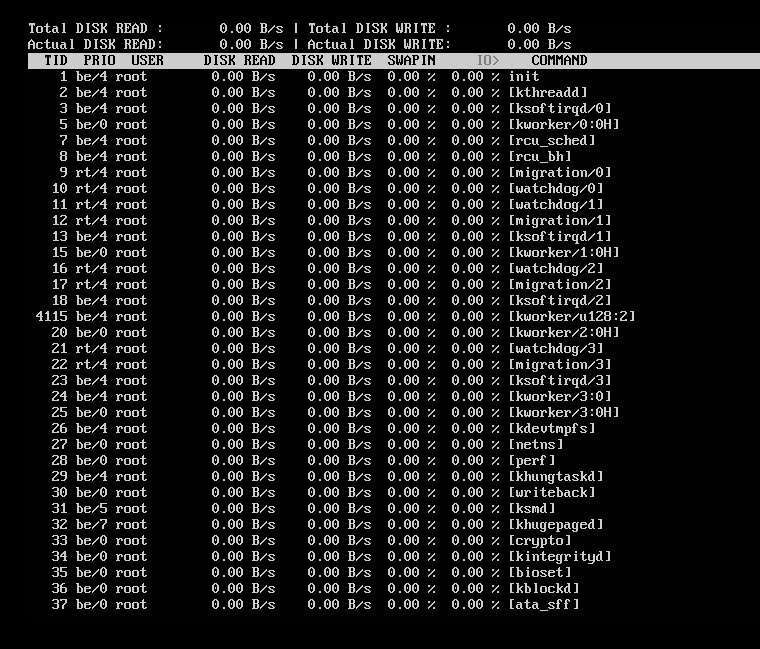 Total DISK READ :       0.00 B/s | Total DISK WRITE :       0.00 B/s
Actual DISK READ:       0.00 B/s | Actual DISK WRITE:       0.00 B/s
  TID  PRIO  USER     DISK READ  DISK WRITE  SWAPIN     IO>    COMMAND
    1 be/4 root        0.00 B/s    0.00 B/s  0.00 %  0.00 % init
    2 be/4 root        0.00 B/s    0.00 B/s  0.00 %  0.00 % [kthreadd]
    3 be/4 root        0.00 B/s    0.00 B/s  0.00 %  0.00 % [ksoftirqd/0]
    5 be/0 root        0.00 B/s    0.00 B/s  0.00 %  0.00 % [kworker/0:0H]
    7 be/4 root        0.00 B/s    0.00 B/s  0.00 %  0.00 % [rcu_sched]
    8 be/4 root        0.00 B/s    0.00 B/s  0.00 %  0.00 % [rcu_bh]
    9 rt/4 root        0.00 B/s    0.00 B/s  0.00 %  0.00 % [migration/0]
   10 rt/4 root        0.00 B/s    0.00 B/s  0.00 %  0.00 % [watchdog/0]
   11 rt/4 root        0.00 B/s    0.00 B/s  0.00 %  0.00 % [watchdog/1]
   12 rt/4 root        0.00 B/s    0.00 B/s  0.00 %  0.00 % [migration/1]
   13 be/4 root        0.00 B/s    0.00 B/s  0.00 %  0.00 % [ksoftirqd/1]
   15 be/0 root        0.00 B/s    0.00 B/s  0.00 %  0.00 % [kworker/1:0H]
   16 rt/4 root        0.00 B/s    0.00 B/s  0.00 %  0.00 % [watchdog/2]
   17 rt/4 root        0.00 B/s    0.00 B/s  0.00 %  0.00 % [migration/2]
   18 be/4 root        0.00 B/s    0.00 B/s  0.00 %  0.00 % [ksoftirqd/2]
 4115 be/4 root        0.00 B/s    0.00 B/s  0.00 %  0.00 % [kworker/u128:2]
   20 be/0 root        0.00 B/s    0.00 B/s  0.00 %  0.00 % [kworker/2:0H]
   21 rt/4 root        0.00 B/s    0.00 B/s  0.00 %  0.00 % [watchdog/3]
   22 rt/4 root        0.00 B/s    0.00 B/s  0.00 %  0.00 % [migration/3]
   23 be/4 root        0.00 B/s    0.00 B/s  0.00 %  0.00 % [ksoftirqd/3]
   24 be/4 root        0.00 B/s    0.00 B/s  0.00 %  0.00 % [kworker/3:0]
   25 be/0 root        0.00 B/s    0.00 B/s  0.00 %  0.00 % [kworker/3:0H]
   26 be/4 root        0.00 B/s    0.00 B/s  0.00 %  0.00 % [kdevtmpfs]
   27 be/0 root        0.00 B/s    0.00 B/s  0.00 %  0.00 % [netns]
   28 be/0 root        0.00 B/s    0.00 B/s  0.00 %  0.00 % [perf]
   29 be/4 root        0.00 B/s    0.00 B/s  0.00 %  0.00 % [khungtaskd]
   30 be/0 root        0.00 B/s    0.00 B/s  0.00 %  0.00 % [writeback]
   31 be/5 root        0.00 B/s    0.00 B/s  0.00 %  0.00 % [ksmd]
   32 be/7 root        0.00 B/s    0.00 B/s  0.00 %  0.00 % [khugepaged]
   33 be/0 root        0.00 B/s    0.00 B/s  0.00 %  0.00 % [crypto]
   34 be/0 root        0.00 B/s    0.00 B/s  0.00 %  0.00 % [kintegrityd]
   35 be/0 root        0.00 B/s    0.00 B/s  0.00 %  0.00 % [bioset]
   36 be/0 root        0.00 B/s    0.00 B/s  0.00 %  0.00 % [kblockd]
   37 be/0 root        0.00 B/s    0.00 B/s  0.00 %  0.00 % [ata_sff]